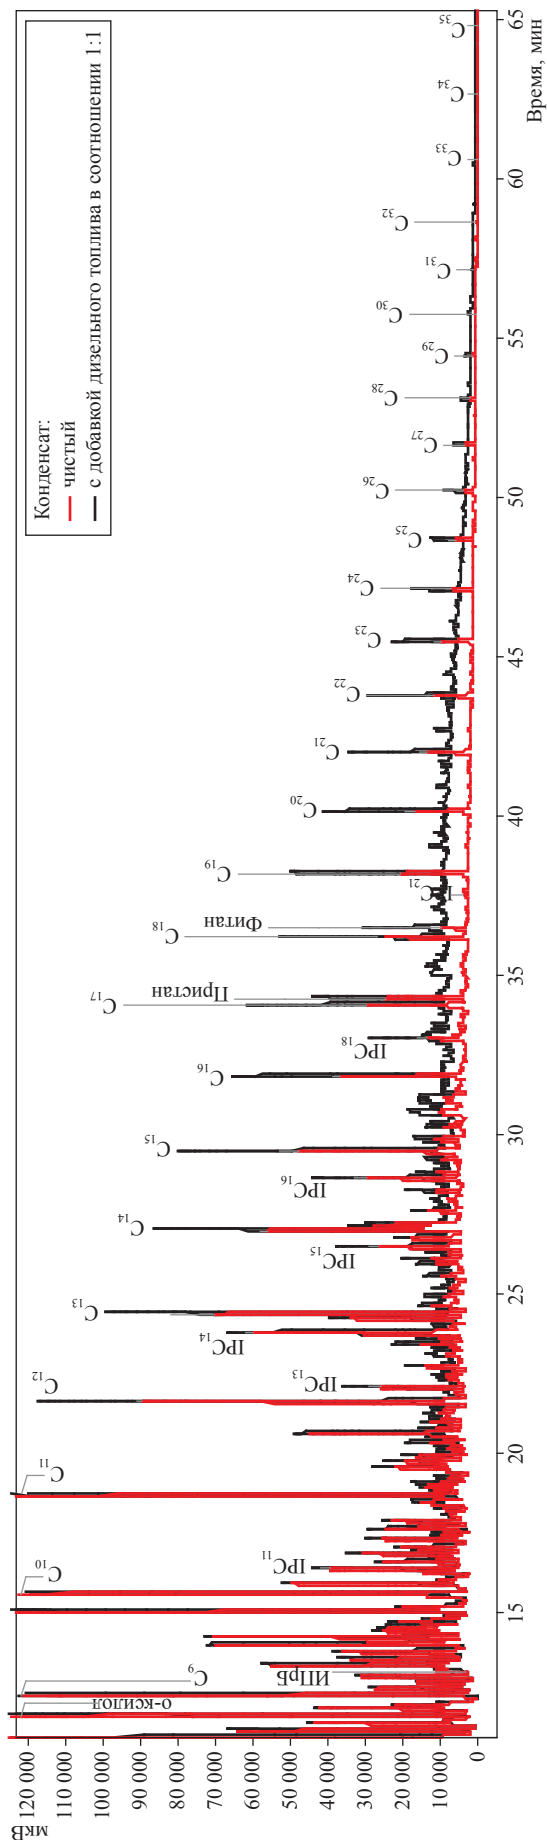 мкВ
120 000
110 000
100 000
90 000
80 000
70 000
60 000
50 000
40 000
30 000
20 000
10 000
0
Конденсат:
чистый
с добавкой дизельного топлива в соотношении 1:1
о-ксилол
C₉
ИПрБ
C₁₀
IPC₁₁
C₁₁
C₁₂
IPC₁₃
IPC₁₄
C₁₃
IPC₁₅
C₁₄
IPC₁₆
C₁₅
C₁₆
IPC₁₈
C₁₇
Пристан
C₁₈
Фитан
C₁₉
C₂₀
C₂₁
C₂₂
C₂₃
C₂₄
C₂₅
C₂₆
C₂₇
C₂₈
C₂₉
C₃₀
C₃₁
C₃₂
C₃₃
C₃₄
C₃₅
15
20
25
30
35
40
45
50
55
60
65
Время, мин